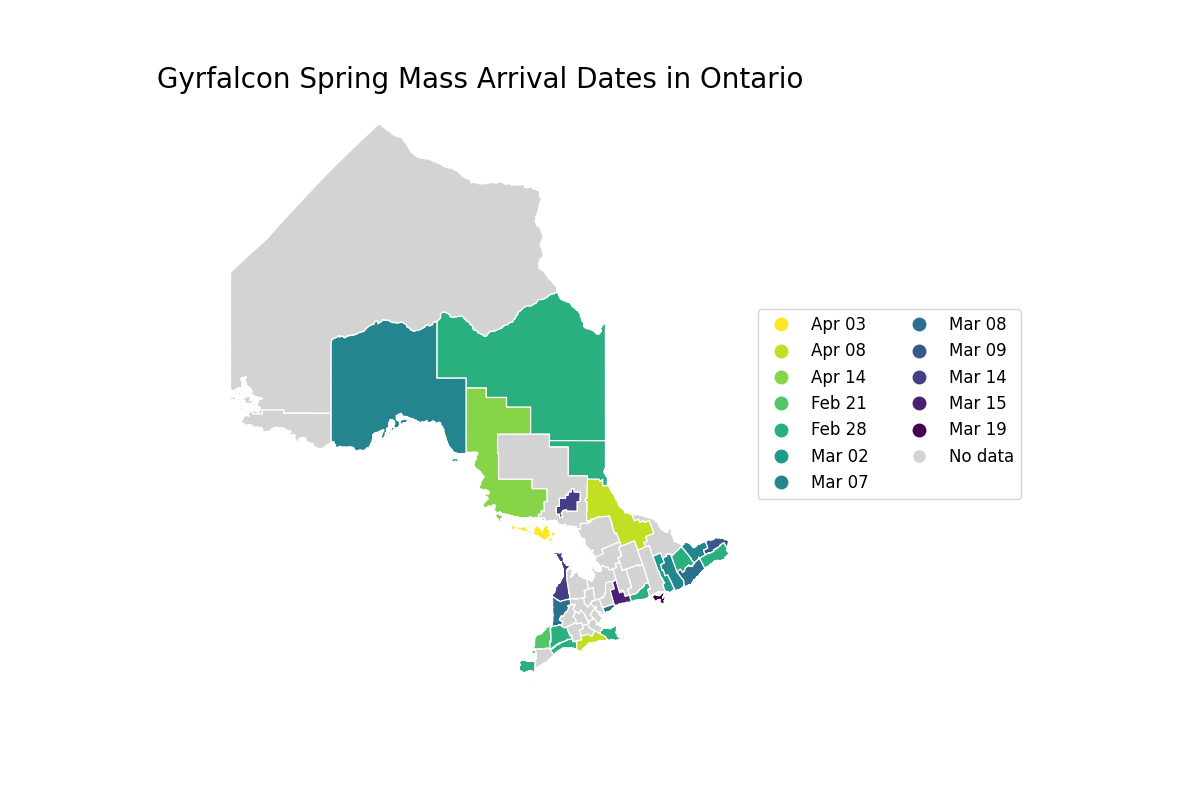 Gyrfalcon Spring Mass Arrival Dates in Ontario
Apr 03
Apr 08
Apr 14
Feb 21
Feb 28
Mar 02
Mar 07
Mar 08
Mar 09
Mar 14
Mar 15
Mar 19
No data